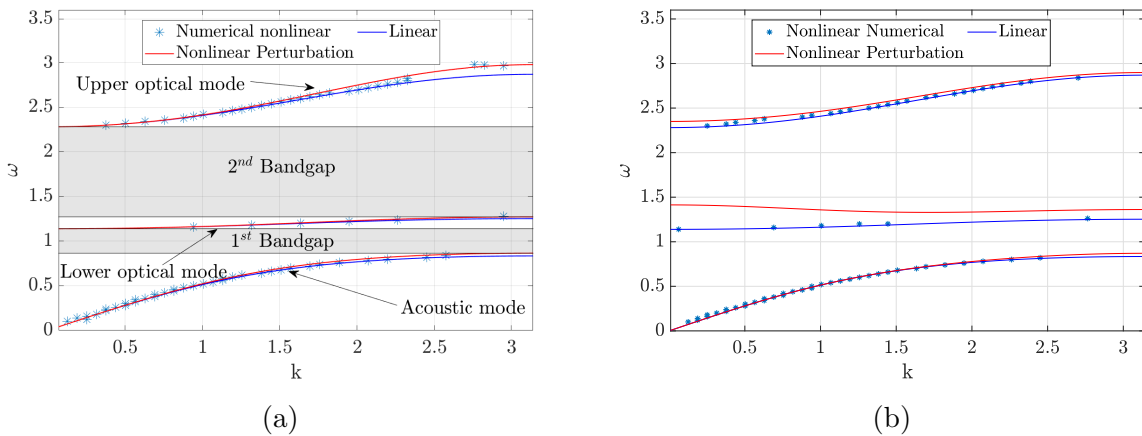 3.5
3
2.5
2
1.5
1
0.5
0
ω
Numerical nonlinear
Linear
Nonlinear Perturbation
Upper optical mode
2nd Bandgap
1st Bandgap
Lower optical mode
Acoustic mode
0.5 1 1.5 2 2.5 3
k
(a)
3.5
3
2.5
2
1.5
1
0.5
0
ω
Nonlinear Numerical
Linear
Nonlinear Perturbation
0.5 1 1.5 2 2.5 3
k
(b)